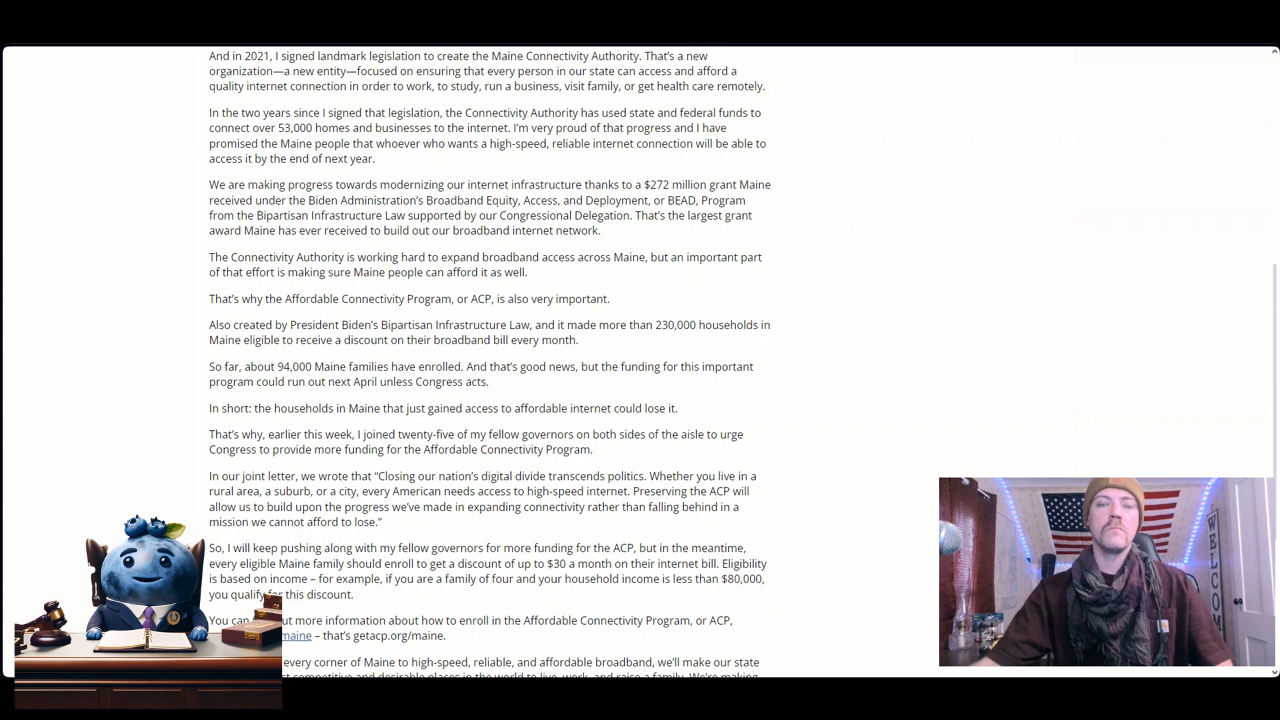 And in 2021, I signed landmark legislation to create the Maine Connectivity Authority. That's a new
organization—a new entity—focused on ensuring that every person in our state can access and afford a
quality internet connection in order to work, to study, run a business, visit family, or get health care remotely.
In the two years since I signed that legislation, the Connectivity Authority has used state and federal funds to
connect over 53,000 homes and businesses to the internet. I'm very proud of that progress and I have
promised the Maine people that whoever who wants a high-speed, reliable internet connection will be able to
access it by the end of next year.
We are making progress towards modernizing our internet infrastructure thanks to a $272 million grant Maine
received under the Biden Administration's Broadband Equity, Access, and Deployment, or BEAD, Program
from the Bipartisan Infrastructure Law supported by our Congressional Delegation. That's the largest grant
award Maine has ever received to build out our broadband internet network.
The Connectivity Authority is working hard to expand broadband access across Maine, but an important part
of that effort is making sure Maine people can afford it as well.
That's why the Affordable Connectivity Program, or ACP, is also very important.
Also created by President Biden's Bipartisan Infrastructure Law, and it made more than 230,000 households in
Maine eligible to receive a discount on their broadband bill every month.
So far, about 94,000 Maine families have enrolled. And that's good news, but the funding for this important
program could run out next April unless Congress acts.
In short: the households in Maine that just gained access to affordable internet could lose it.
That's why, earlier this week, I joined twenty-five of my fellow governors on both sides of the aisle to urge
Congress to provide more funding for the Affordable Connectivity Program.
In our joint letter, we wrote that “Closing our nation's digital divide transcends politics. Whether you live in a
rural area, a suburb, or a city, every American needs access to high-speed internet. Preserving the ACP will
allow us to build upon the progress we've made in expanding connectivity rather than falling behind in a
mission we cannot afford to lose.”
So, I will keep pushing along with my fellow governors for more funding for the ACP, but in the meantime,
every eligible Maine family should enroll to get a discount of up to $30 a month on their internet bill. Eligibility
is based on income – for example, if you are a family of four and your household income is less than $80,000,
you qualify for this discount.
You can out more information about how to enroll in the Affordable Connectivity Program, or ACP,
maine – that's getacp.org/maine.
every corner of Maine to high-speed, reliable, and affordable broadband, we'll make our state
competitive and desirable places in the world to live, work, and raise a family. We're making
WELCOME